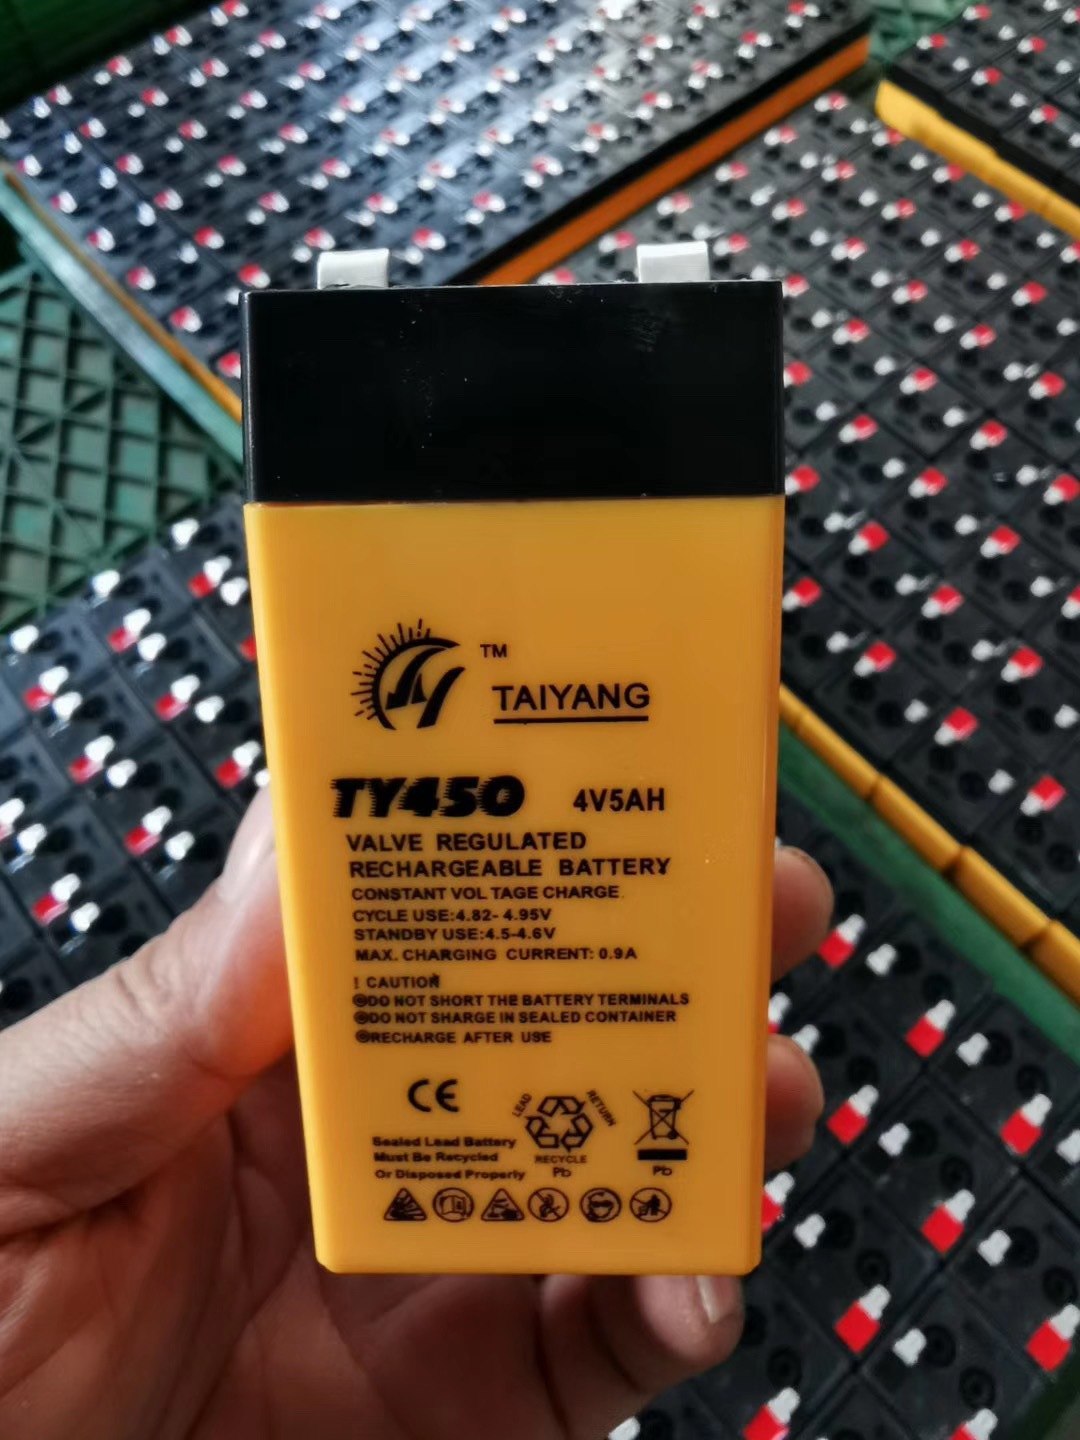 TM
TAIYANG
TY450 4V5AH
VALVE REGULATED
RECHARGEABLE BATTERY
CONSTANT VOL TAGE CHARGE
CYCLE USE:4.82- 4.95V
STANDBY USE:4.5-4.6V
MAX. CHARGING CURRENT: 0.9A
! CAUTION
DO NOT SHORT THE BATTERY TERMINALS
DO NOT SHARGE IN SEALED CONTAINER
RECHARGE AFTER USE
CE
LEAD RETURN
RECYCLE
Pb
Pb
Sealed Lead Battery
Must Be Recycled
Or Disposed Properly